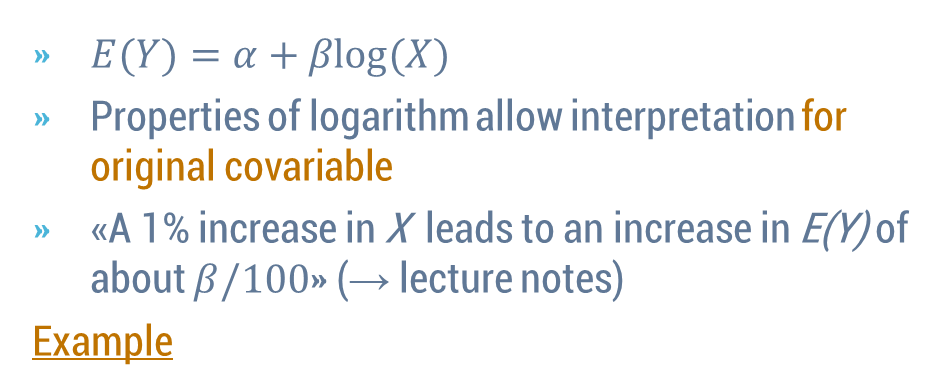 » E(Y) = α + βlog(X)
» Properties of logarithm allow interpretation for
original covariable
» «A 1% increase in X leads to an increase in E(Y) of
about β/100» (→ lecture notes)
Example